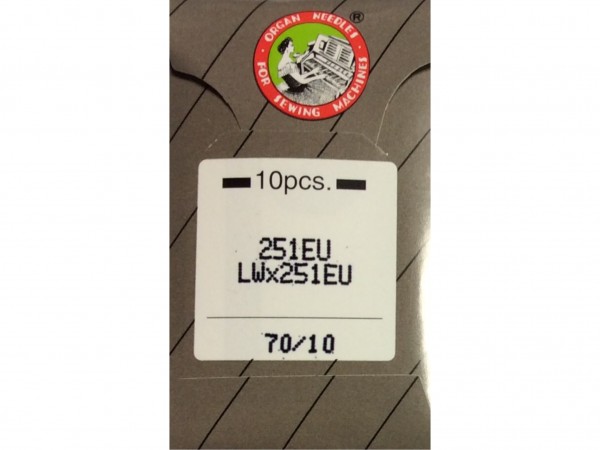 ORGAN NEEDLES ®
· FOR SEWING MACHINES ·
10pcs.
251EU
LWx251EU
70/10